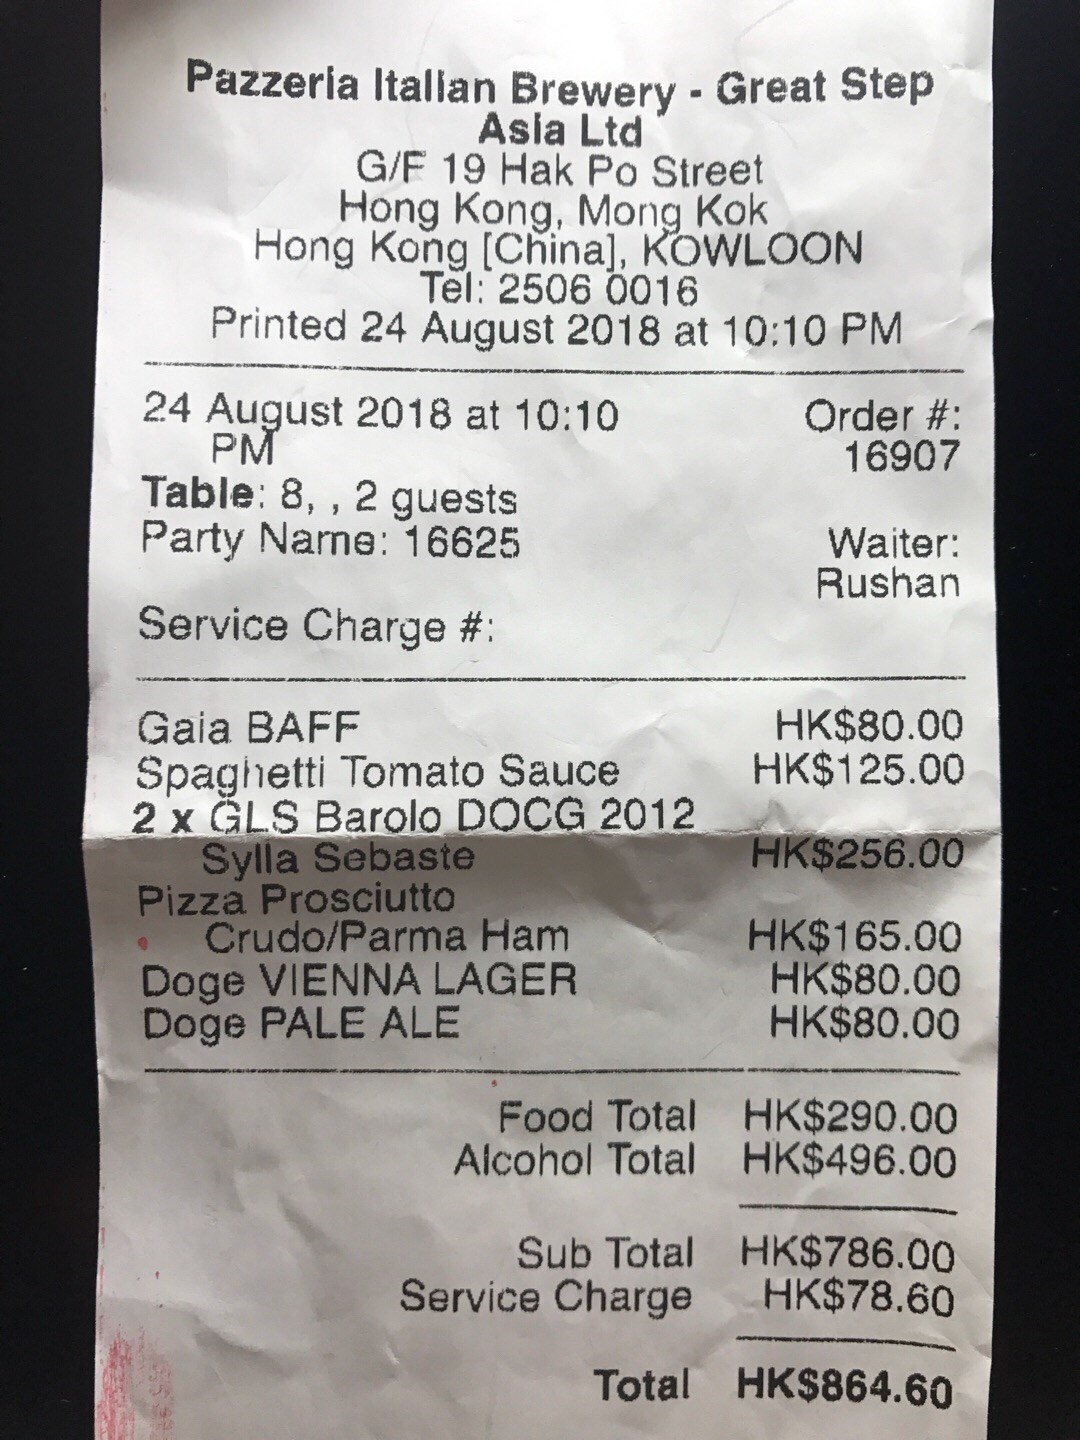 Pazzeria Italian Brewery - Great Step
Asia Ltd
G/F 19 Hak Po Street
Hong Kong, Mong Kok
Hong Kong [China], KOWLOON
Tel: 2506 0016
Printed 24 August 2018 at 10:10 PM
24 August 2018 at 10:10 Order #:
PM 16907
Table: 8, , 2 guests
Party Name: 16625 Waiter:
Rushan
Service Charge #:
Gaia BAFF HK$80.00
Spaghetti Tomato Sauce HK$125.00
2 x GLS Barolo DOCG 2012
Sylla Sebaste HK$256.00
Pizza Prosciutto
Crudo/Parma Ham HK$165.00
Doge VIENNA LAGER HK$80.00
Doge PALE ALE HK$80.00
Food Total HK$290.00
Alcohol Total HK$496.00
Sub Total HK$786.00
Service Charge HK$78.60
Total HK$864.60